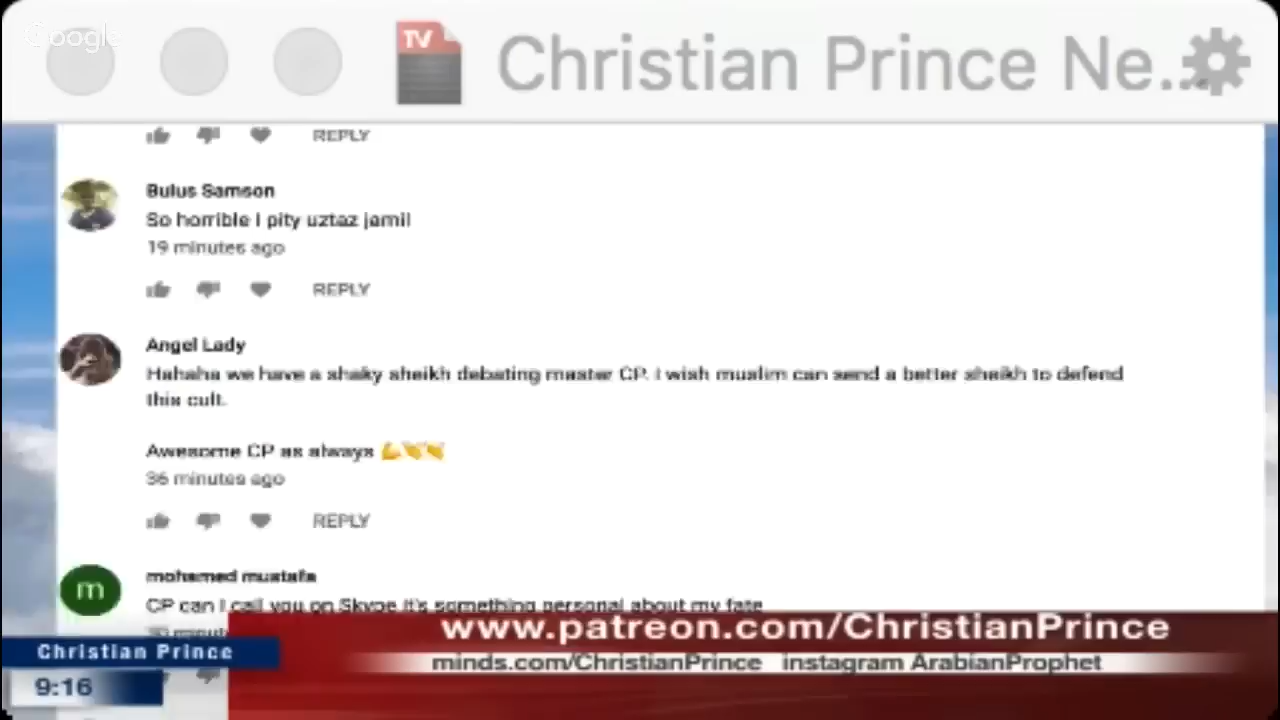 Google
TV
Christian Prince Ne...
REPLY
Bulus Samson
So horrible I pity uztaz jamil
19 minutes ago
REPLY
Angel Lady
Hahaha we have a shaky sheikh debating master CP. I wish muslim can send a better sheikh to defend
this cult.
Awesome CP as always 💪👏👏
36 minutes ago
REPLY
m
mohamed mustafa
CP can I call you on Skype it's something personal about my fate
www.patreon.com/ChristianPrince
Christian Prince
minds.com/ChristianPrince instagram ArabianProphet
9:16